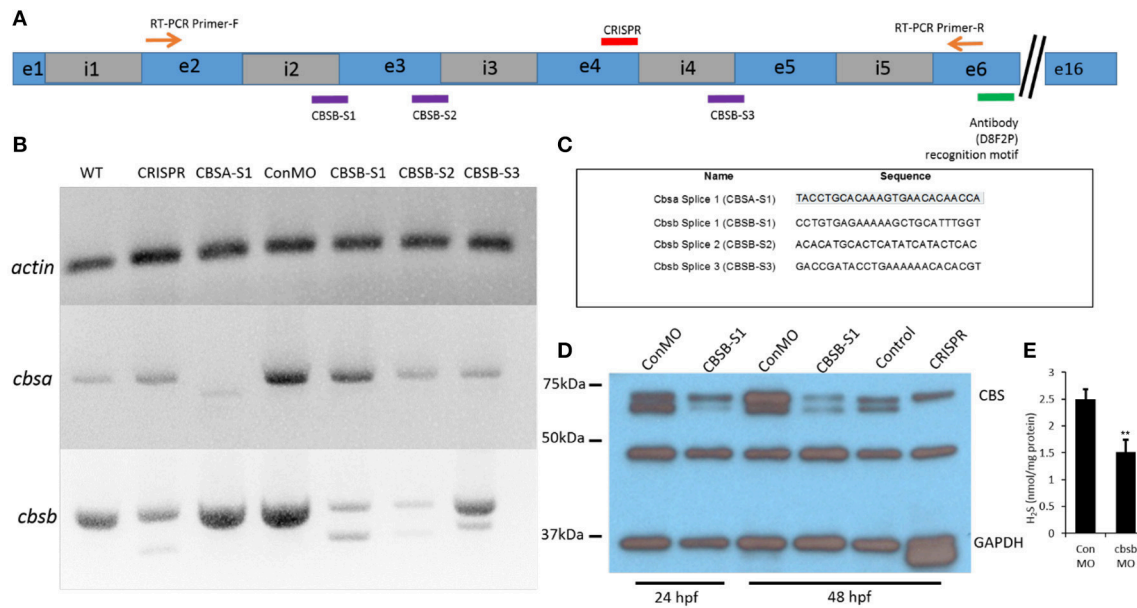 A
RT-PCR Primer-F
CRISPR
RT-PCR Primer-R
e1 i1 e2 i2 e3 i3 e4 i4 e5 i5 e6 e16
CBSB-S1
CBSB-S2
CBSB-S3
Antibody
(D8F2P)
recognition motif
B
WT CRISPR CBSA-S1 ConMO CBSB-S1 CBSB-S2 CBSB-S3
actin
cbsa
cbsb
C
Name Sequence
Cbsa Splice 1 (CBSA-S1) TACCTGCACAAAGTGAACACAACCA
Cbsb Splice 1 (CBSB-S1) CCTGTGAGAAAAAGCTGCATTTGGT
Cbsb Splice 2 (CBSB-S2) ACACATGCACTCATATCATACTCAC
Cbsb Splice 3 (CBSB-S3) GACCGATACCTGAAAAAACACACGT
D
ConMO CBSB-S1 ConMO CBSB-S1 Control CRISPR
75kDa
CBS
50kDa
37kDa
GAPDH
24 hpf
48 hpf
E
H2S (nmol/mg protein)
3
2.5
2
1.5
1
0.5
0
**
Con
MO
cbsb
MO